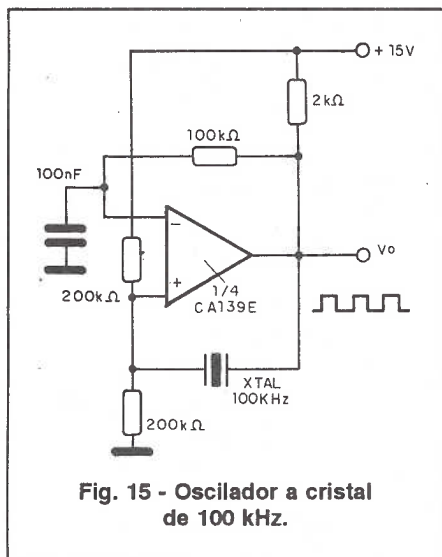 + 15V
2kΩ
100kΩ
100nF
-
+
200kΩ
Vo
1/4
CA139E
XTAL
100KHz
200kΩ
Fig. 15 - Oscilador a cristal
de 100 kHz.